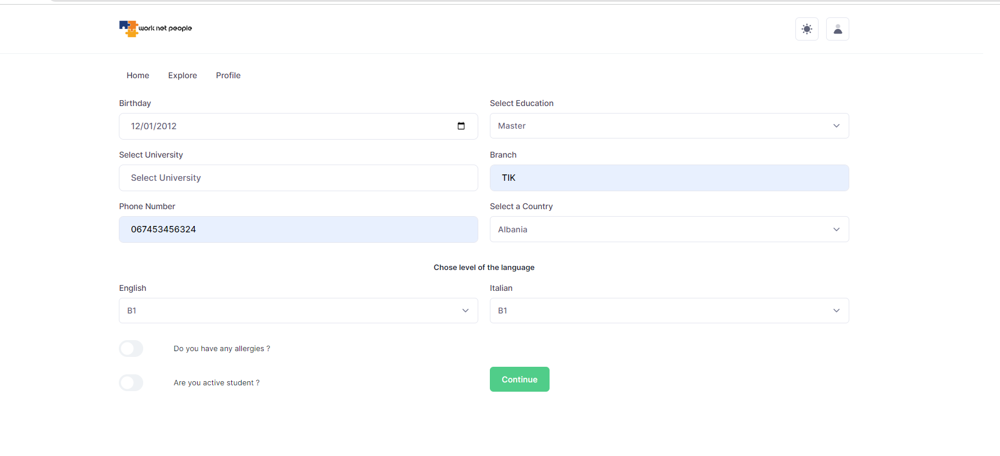 work net people
Home Explore Profile
Birthday Select Education
12/01/2012 Master
Select University Branch
Select University TIK
Phone Number Select a Country
067453456324 Albania
Chose level of the language
English Italian
B1 B1
Do you have any allergies ?
Are you active student ? Continue